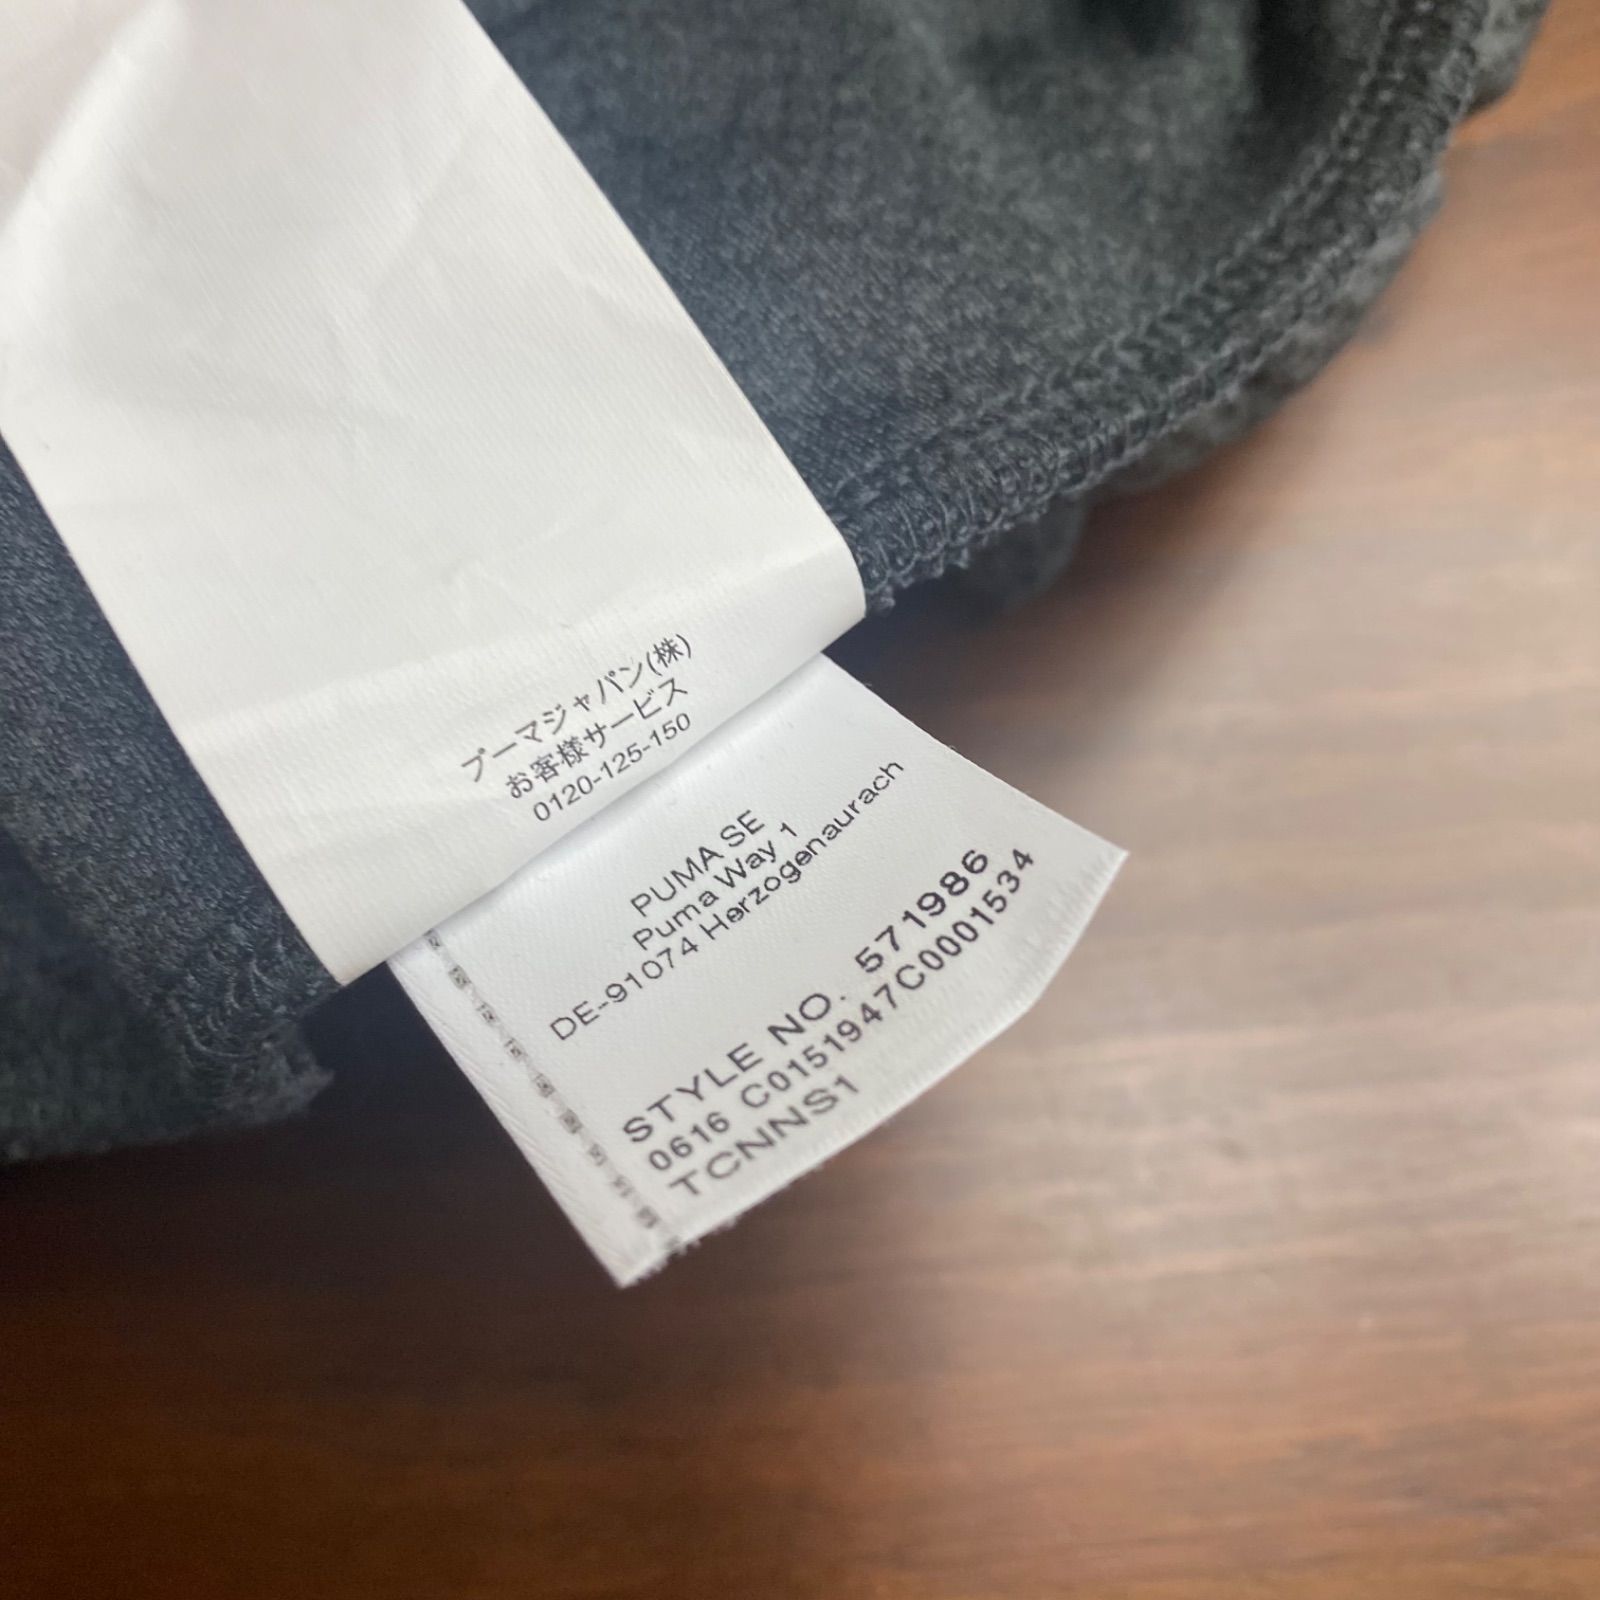 プーマジャパン(株)
お客様サービス
0120-125-150
PUMA SE
Puma Way 1
DE-91074 Herzogenaurach
STYLE NO. 571986
0616 C0151947C0001534
TCNNS1